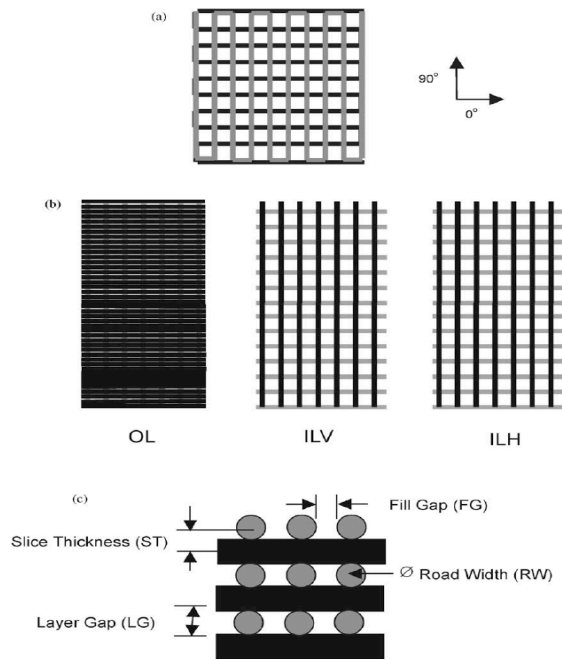 (a)
90°
0°
(b)
OL ILV ILH
(c)
Fill Gap (FG)
Slice Thickness (ST)
∅ Road Width (RW)
Layer Gap (LG)